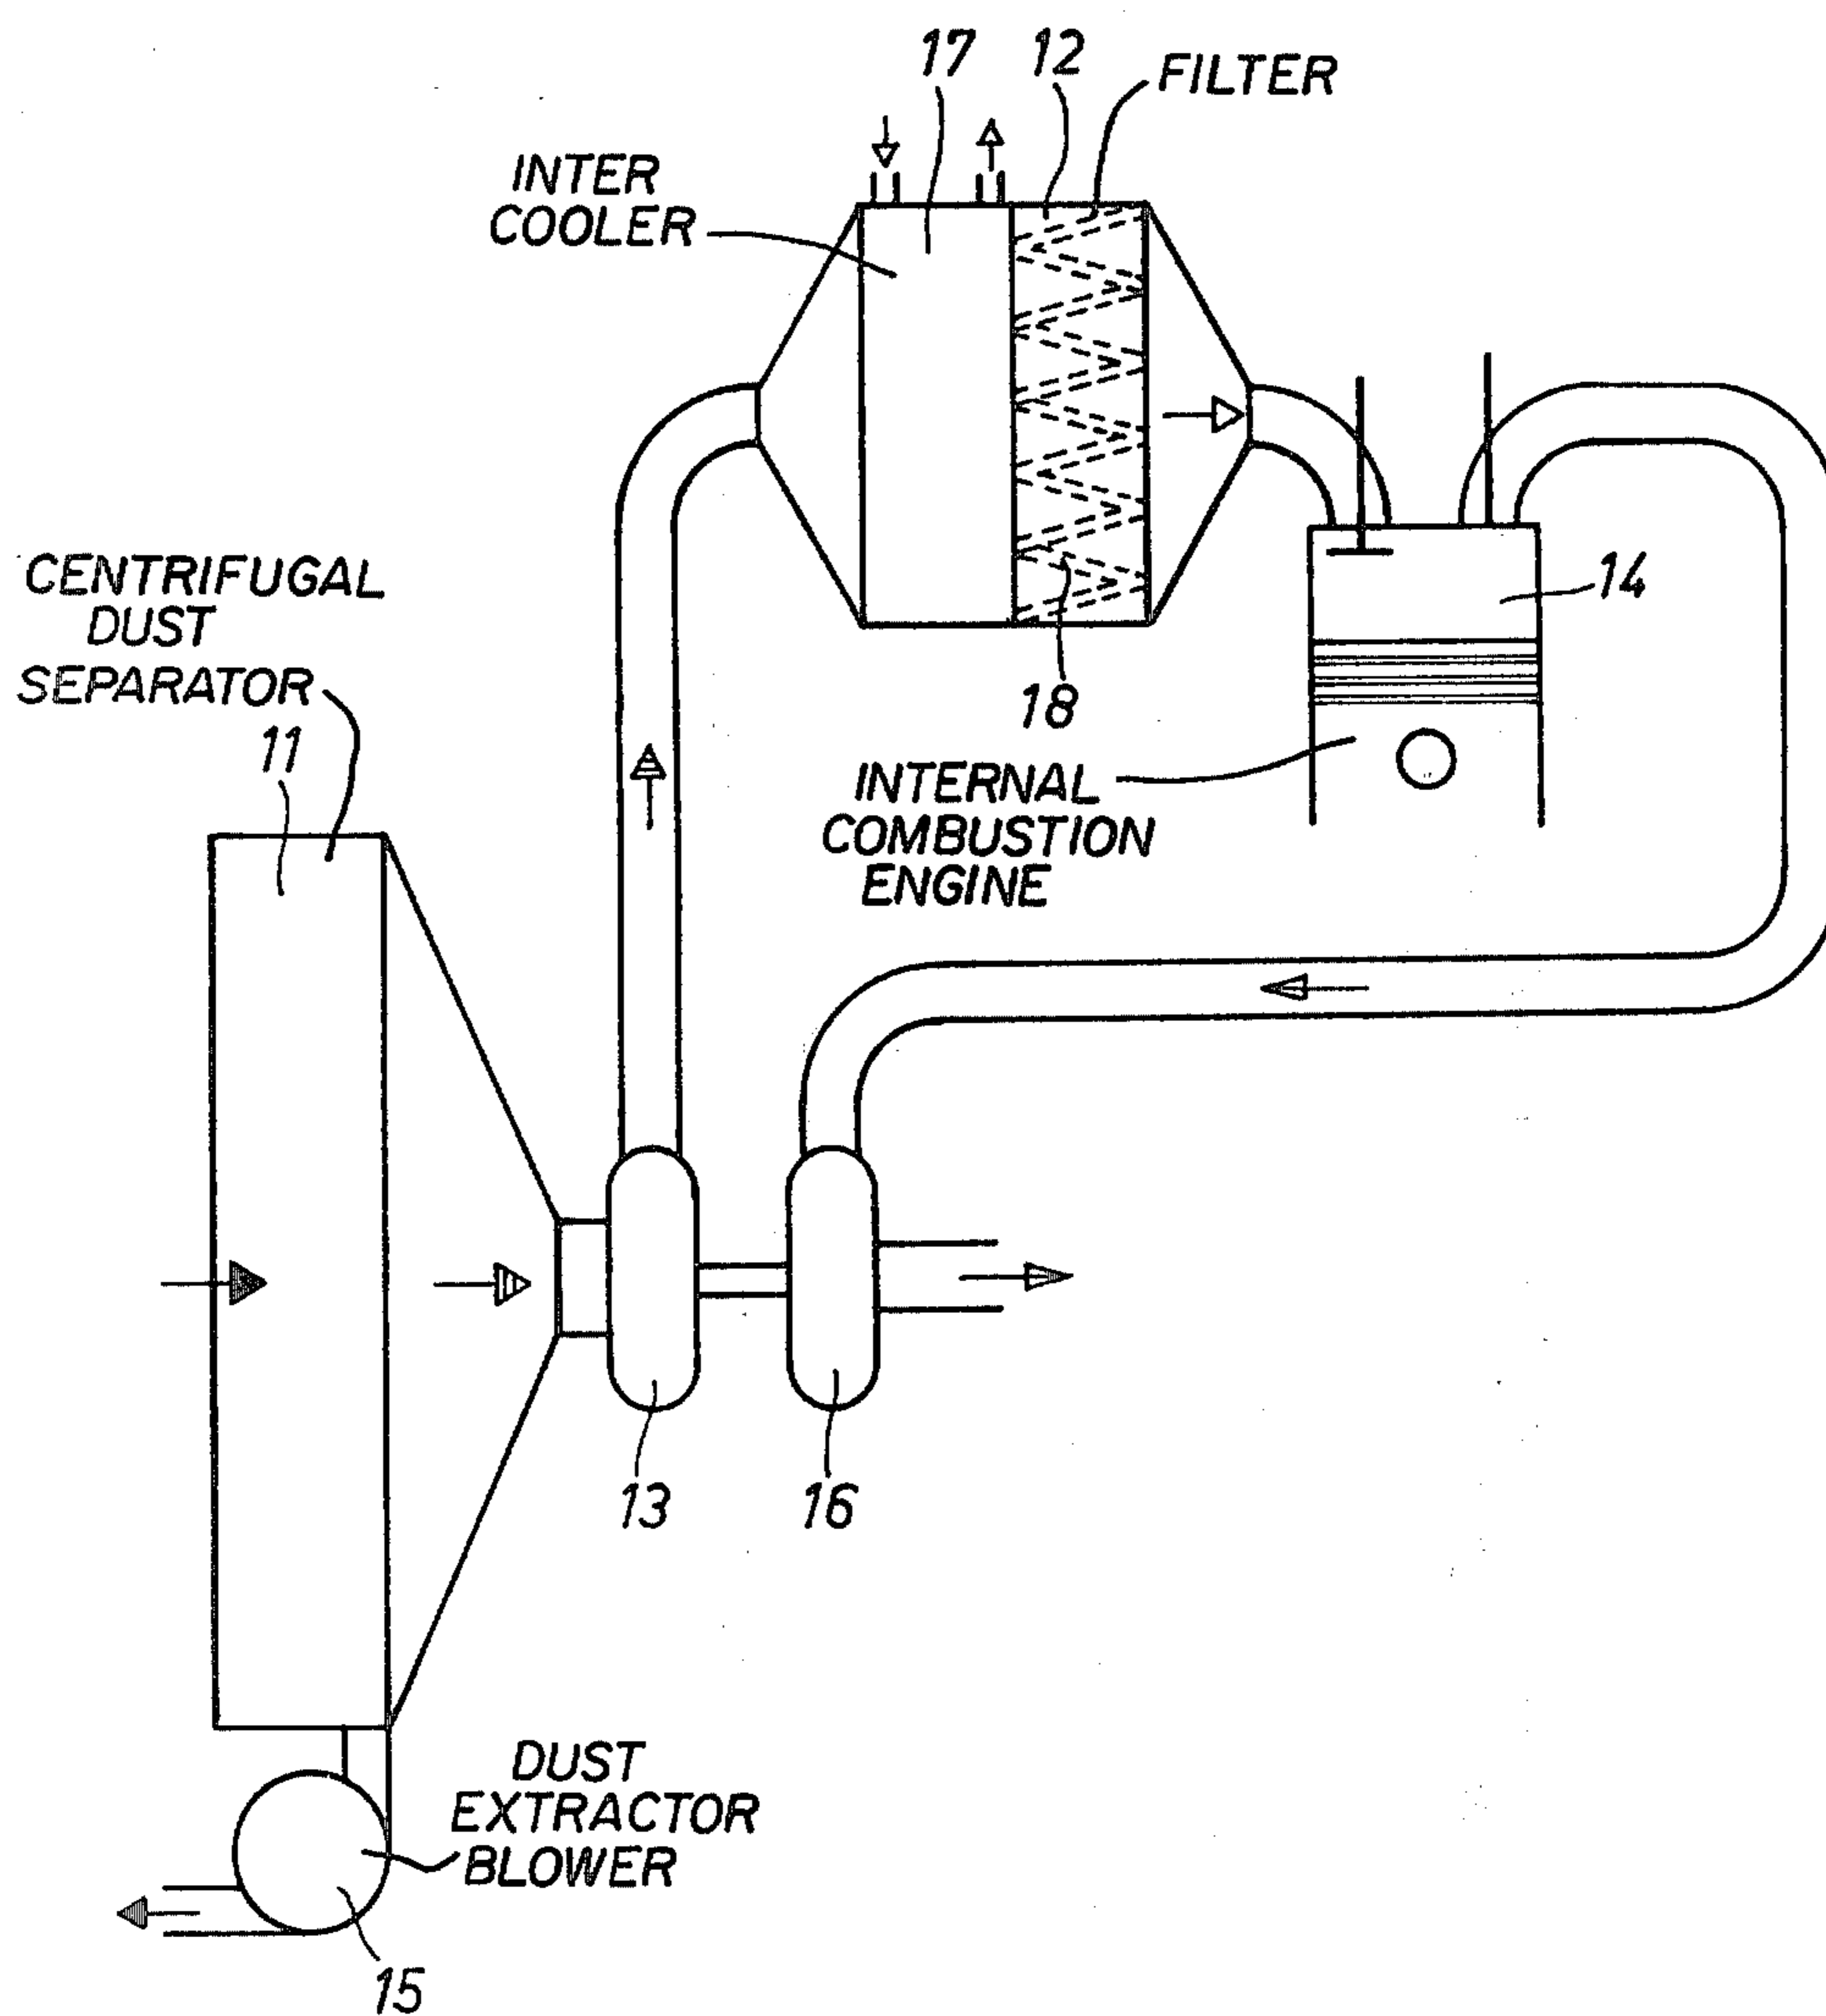 17
12
FILTER
INTER
COOLER
CENTRIFUGAL
DUST
SEPARATOR
11
14
18
INTERNAL
COMBUSTION
ENGINE
13
16
DUST
EXTRACTOR
BLOWER
15